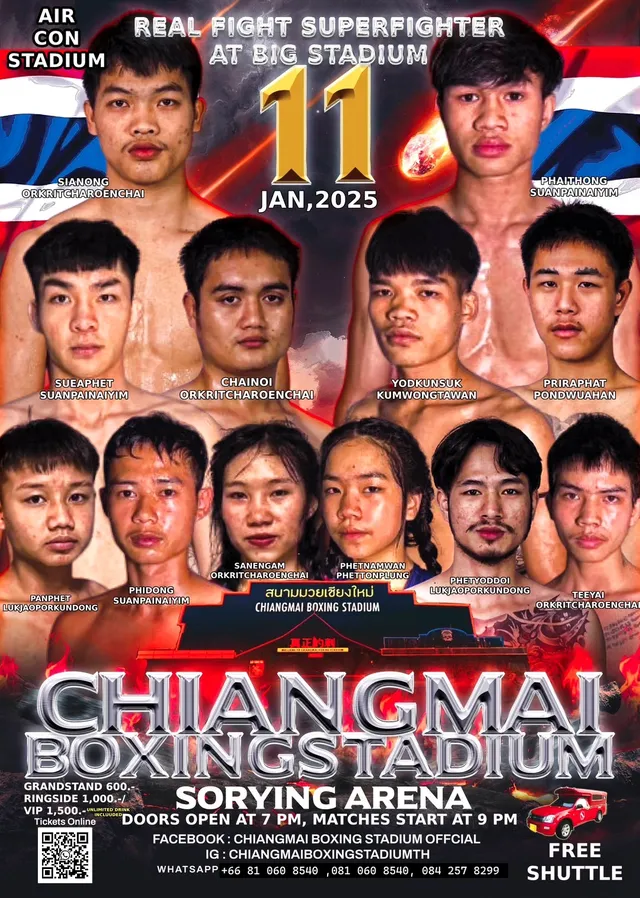 AIR
CON
STADIUM
REAL FIGHT SUPERFIGHTER
AT BIG STADIUM
11
JAN,2025
SIANONG
ORKRITCHAROENCHAI
PHAITHONG
SUANPAINAIYIM
SUEAPHET
SUANPAINAIYIM
CHAINOI
ORKRITCHAROENCHAI
YODKUNSUK
KUMWONGTAWAN
PRIRAPHAT
PONDWUAHAN
PANPHET
LUKJAOPORKUNDONG
PHIDONG
SUANPAINAIYIM
SANENGAM
ORKRITCHAROENCHAI
PHETNAMWAN
PHETTONPLUNG
PHETYODDOI
LUKJAOPORKUNDONG
TEEYAI
ORKRITCHAROENCHAI
สนามมวยเชียงใหม่
CHIANGMAI BOXING STADIUM
CHIANGMAI
BOXINGSTADIUM
GRANDSTAND 600.-
RINGSIDE 1,000.-/
VIP 1,500.- UNLIMITED DRINK
INCLUUDED
Tickets Online
SORYING ARENA
DOORS OPEN AT 7 PM, MATCHES START AT 9 PM
FACEBOOK : CHIANGMAI BOXING STADIUM OFFCIAL
IG : CHIANGMAIBOXINGSTADIUMTH
WHATSAPP +66 81 060 8540 ,081 060 8540, 084 257 8299
FREE
SHUTTLE